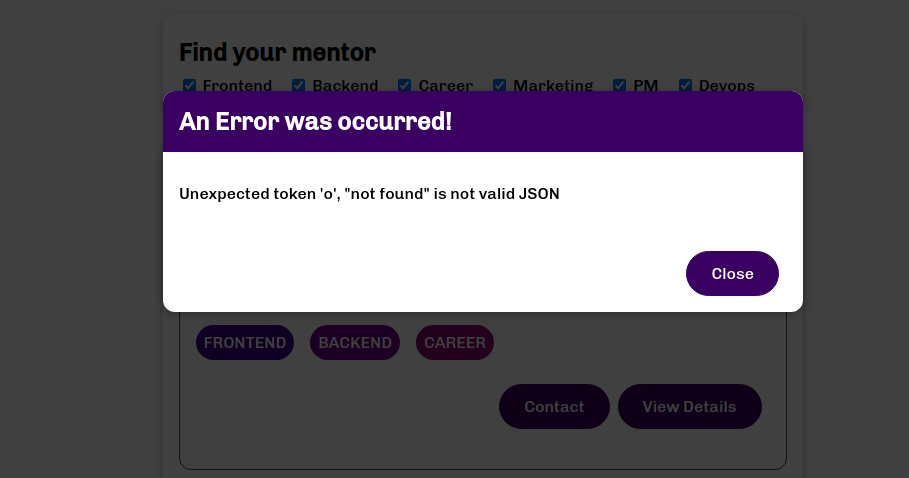 Find your mentor
Frontend Backend Career Marketing PM Devops
An Error was occurred!
Unexpected token 'o', "not found" is not valid JSON
Close
FRONTEND BACKEND CAREER
Contact View Details